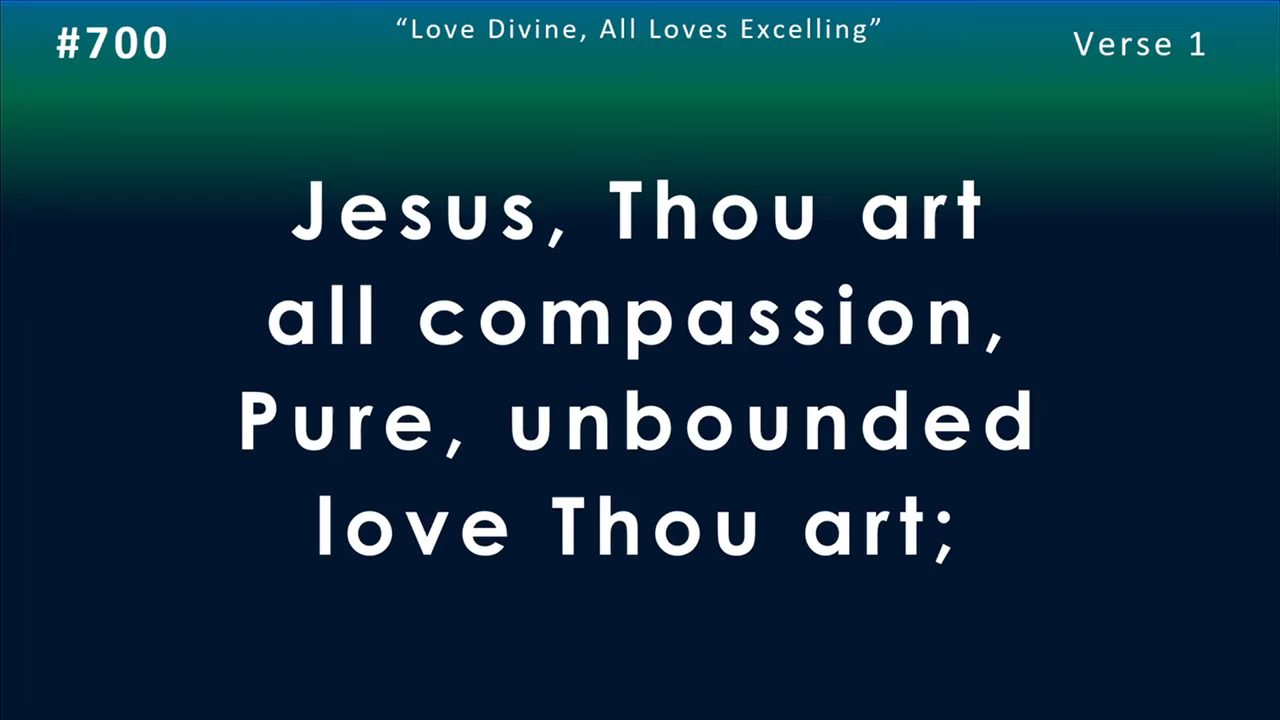 #700
“Love Divine, All Loves Excelling”
Verse 1
Jesus, Thou art
all compassion,
Pure, unbounded
love Thou art;